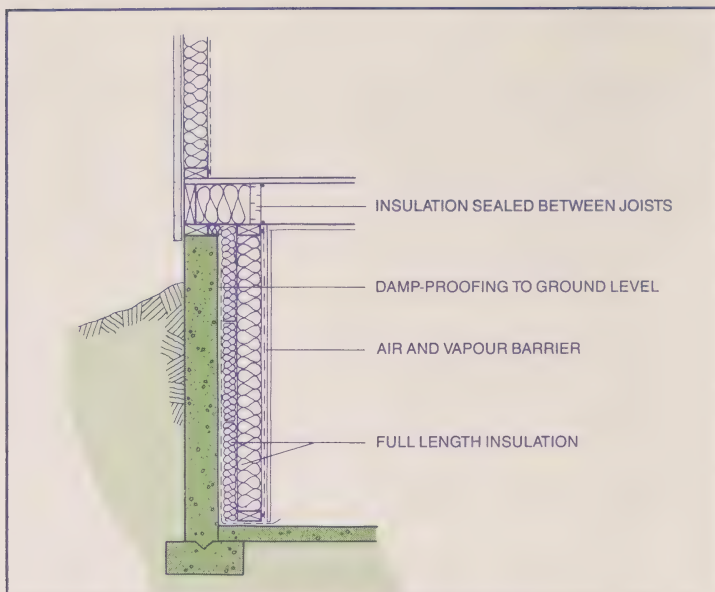 INSULATION SEALED BETWEEN JOISTS
DAMP-PROOFING TO GROUND LEVEL
AIR AND VAPOUR BARRIER
FULL LENGTH INSULATION